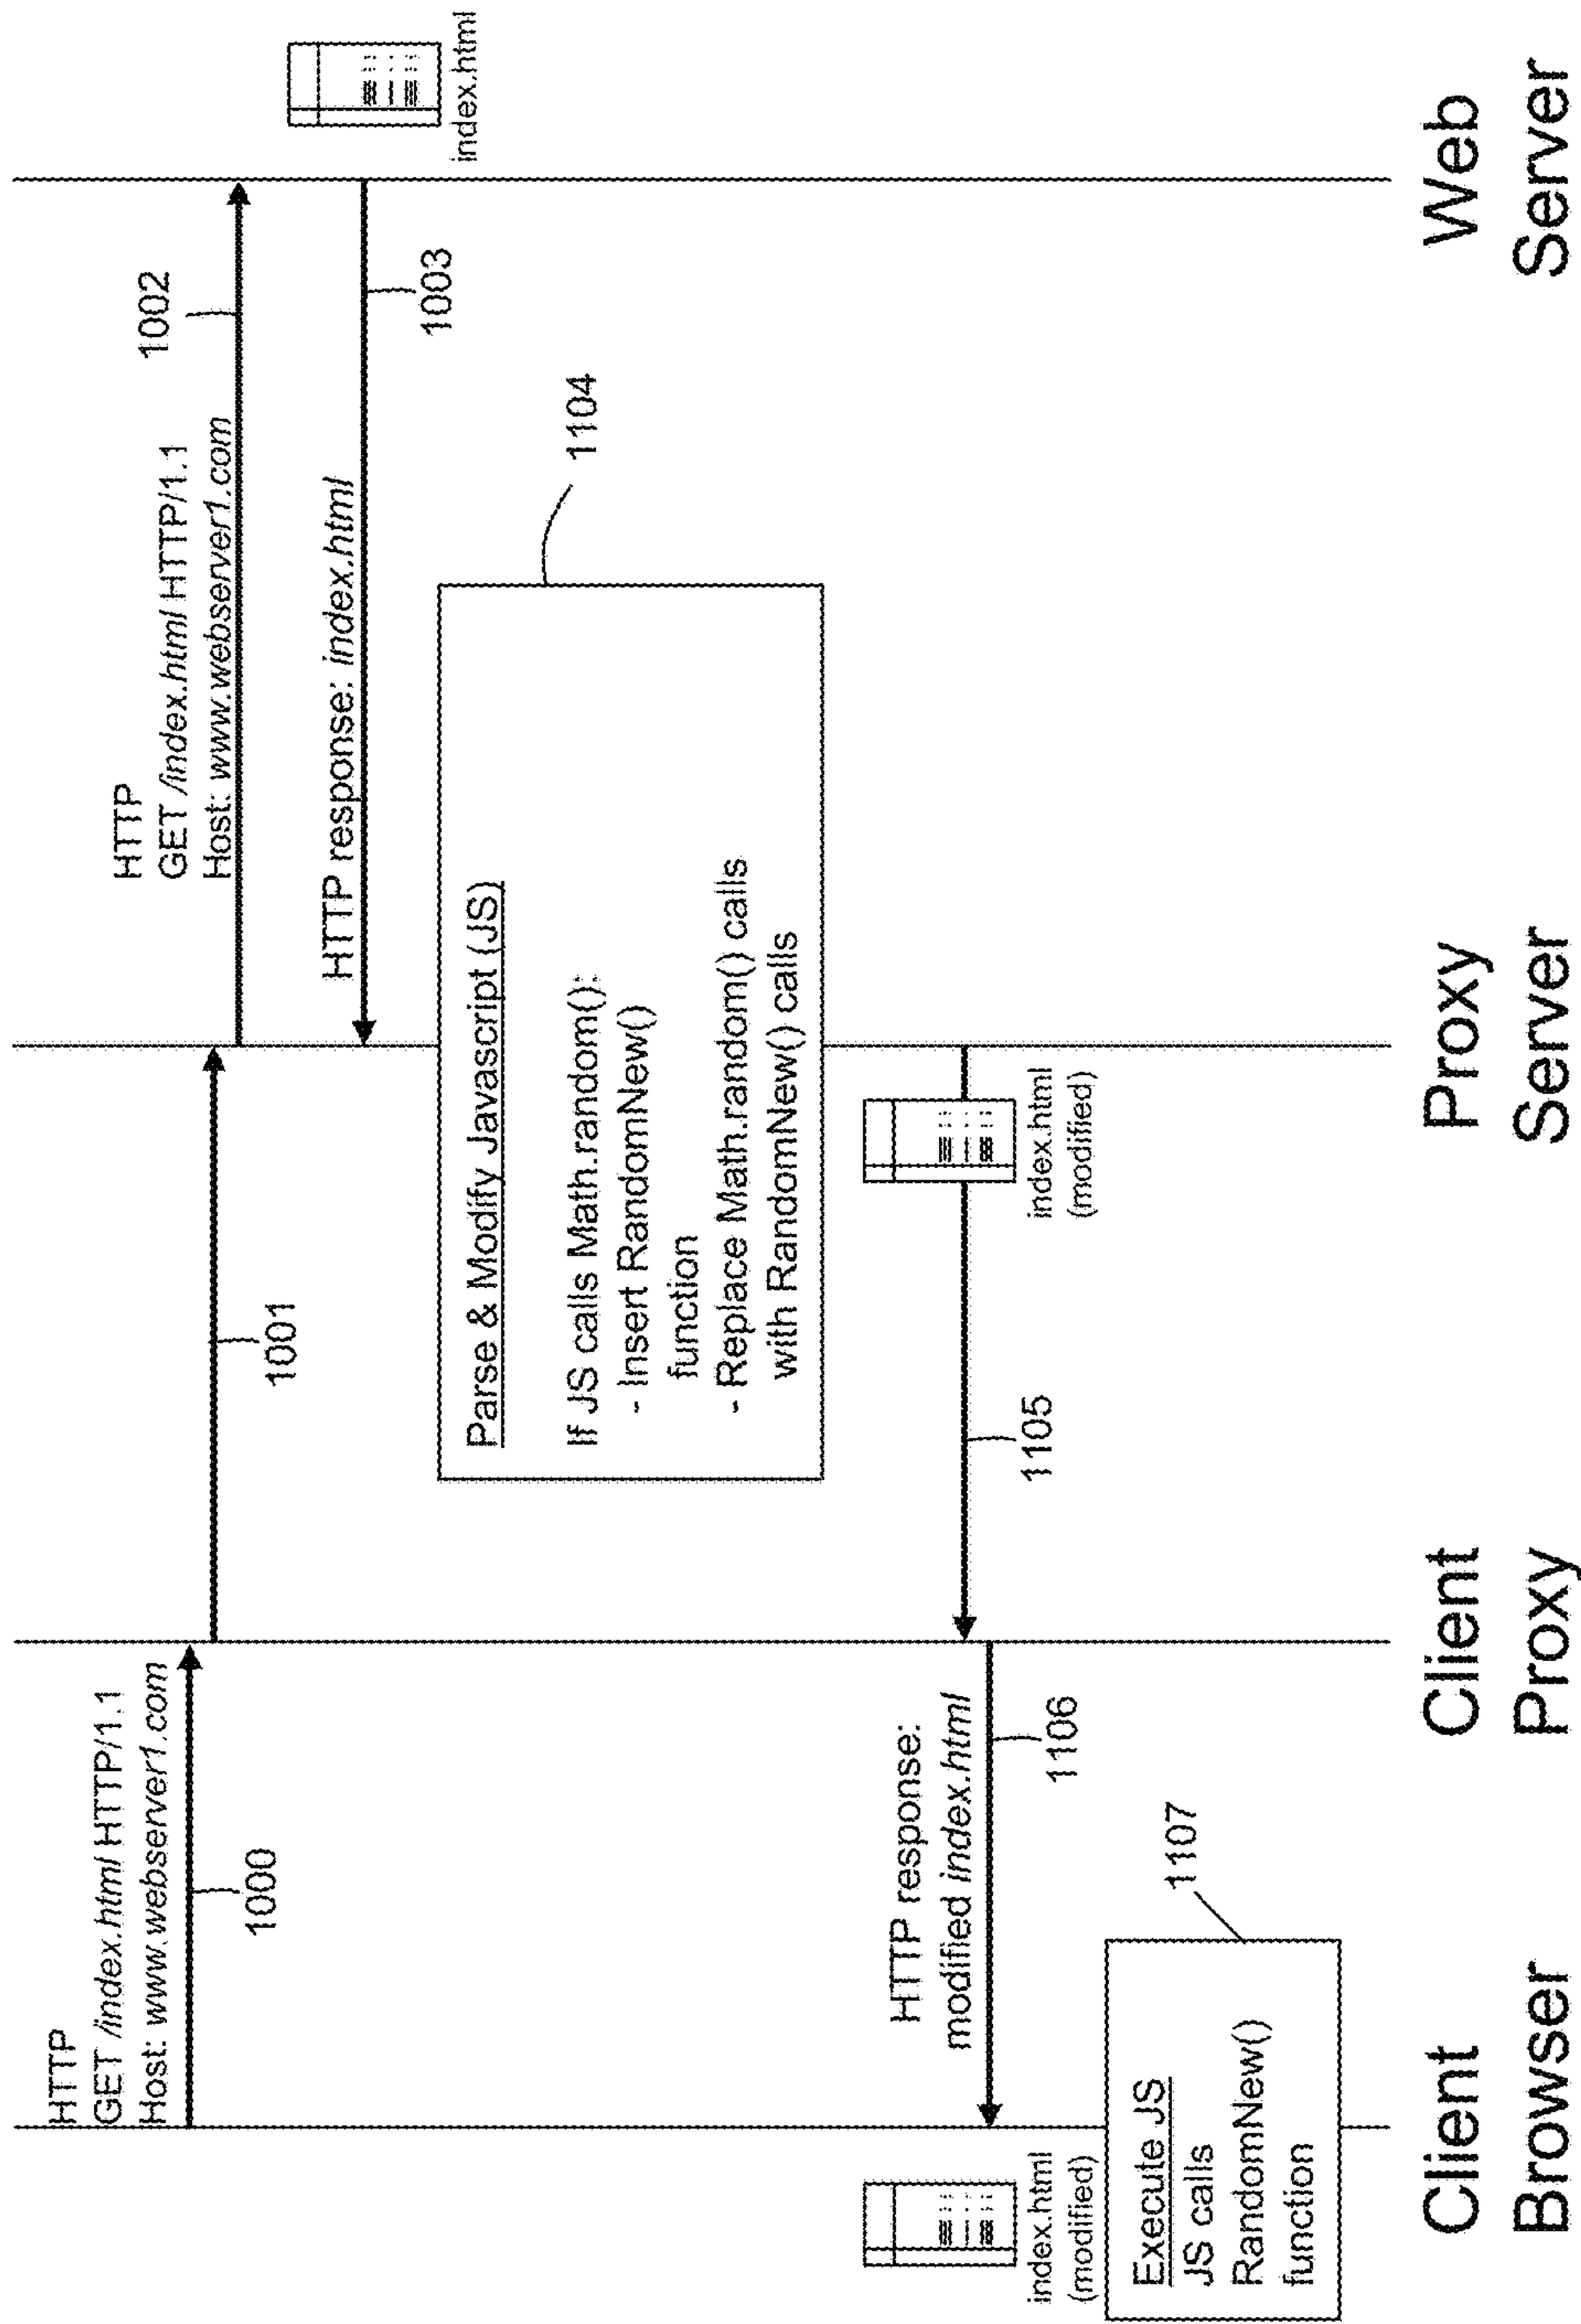 HTTP
GET /index.html HTTP/1.1
Host: www.webserver1.com
1000
1001
HTTP
GET /index.html HTTP/1.1
Host: www.webserver1.com
1002
HTTP response: index.html
1003
index.html
Parse & Modify Javascript (JS)
If JS calls Math.random():
- Insert RandomNew()
function
- Replace Math.random() calls
with RandomNew() calls
1104
index.html
(modified)
1105
HTTP response:
modified index.html
1106
index.html
(modified)
Execute JS
JS calls
RandomNew()
function
1107
Client
Browser
Client
Proxy
Proxy
Server
Web
Server